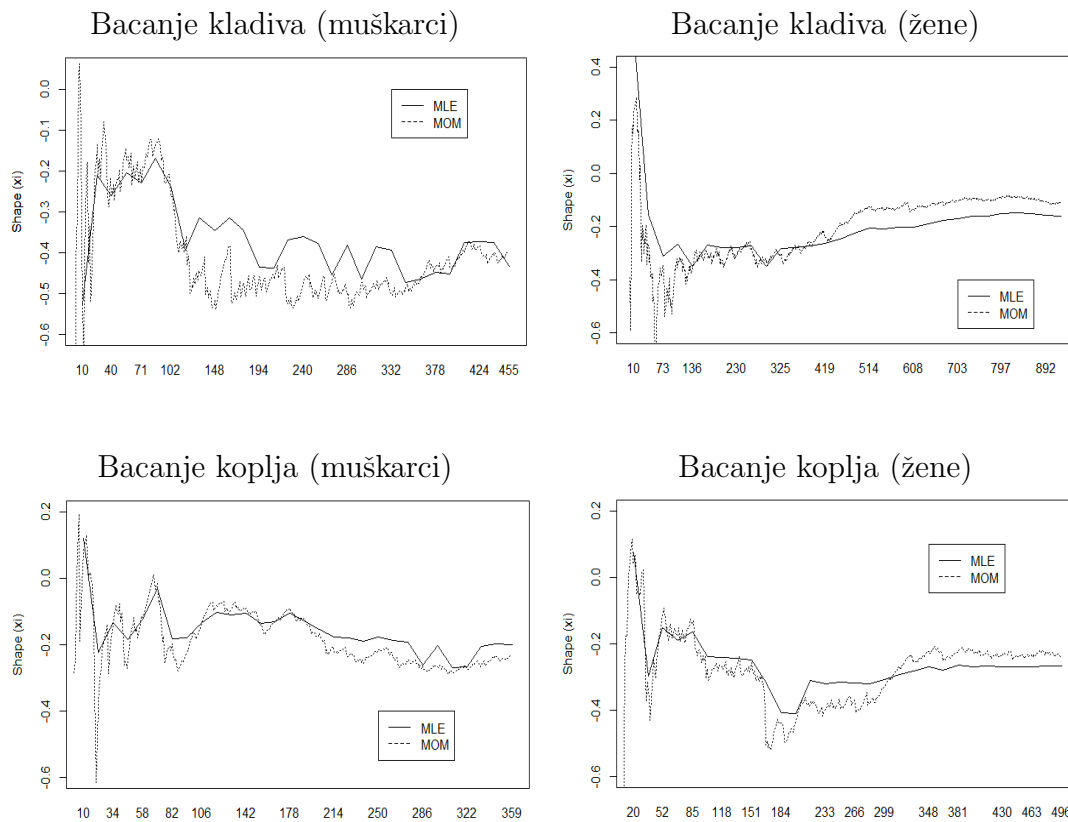 Bacanje kladiva (muškarci)
Shape (xi)
0.0
-0.1
-0.2
-0.3
-0.4
-0.5
-0.6
MLE
MOM
10 40 71 102 148 194 240 286 332 378 424 455
Bacanje kladiva (žene)
Shape (xi)
0.4
0.2
0.0
-0.2
-0.4
-0.6
MLE
MOM
10 73 136 230 325 419 514 608 703 797 892
Bacanje koplja (muškarci)
Shape (xi)
0.2
0.0
-0.2
-0.4
-0.6
MLE
MOM
10 34 58 82 106 142 178 214 250 286 322 359
Bacanje koplja (žene)
Shape (xi)
0.2
0.0
-0.2
-0.4
-0.6
MLE
MOM
20 52 85 118 151 184 233 266 299 348 381 430 463 496